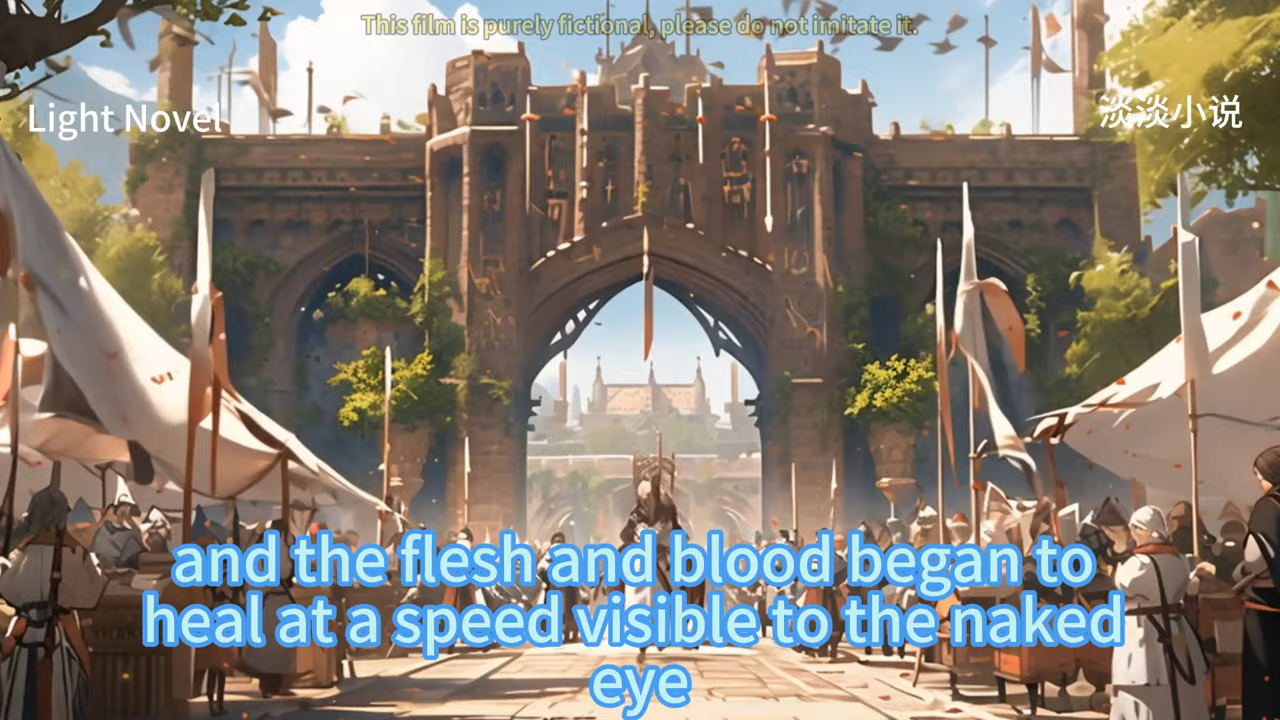 This film is purely fictional, please do not imitate it.
Light Novel
淡淡小说
and the flesh and blood began to
heal at a speed visible to the naked
eye